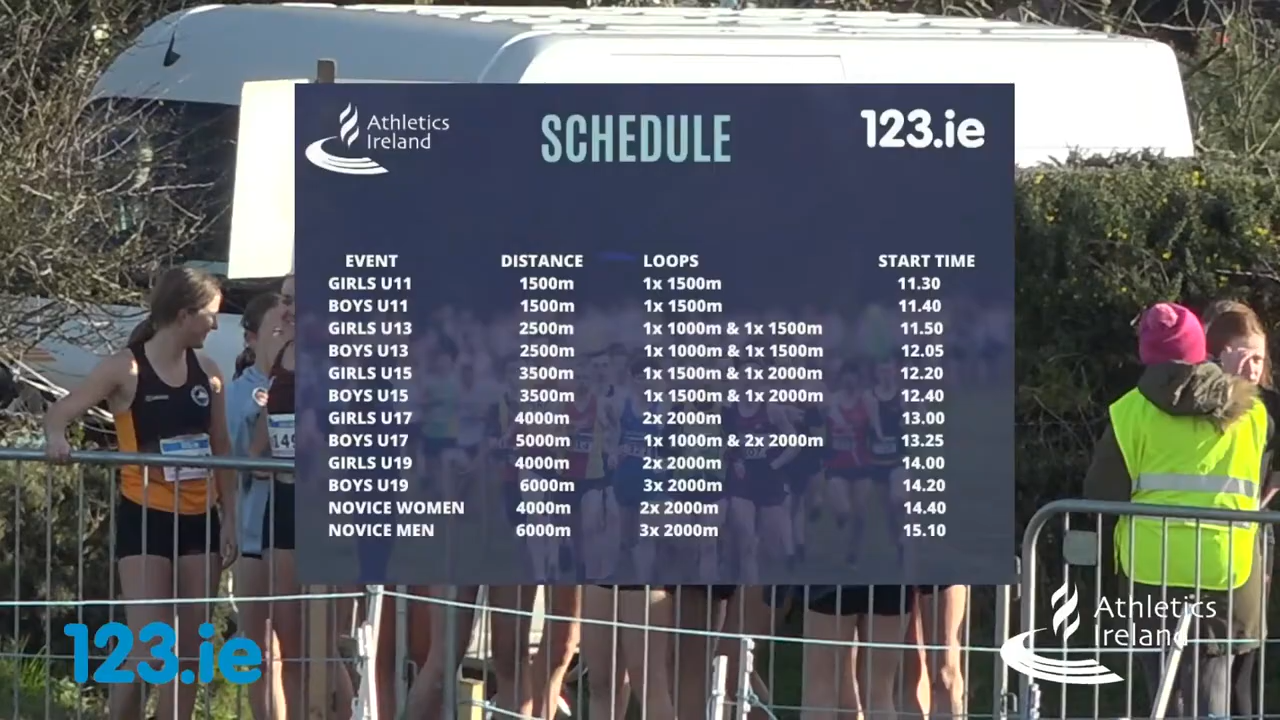 Athletics
Ireland
SCHEDULE
123.ie
EVENT DISTANCE LOOPS START TIME
GIRLS U11 1500m 1x 1500m 11.30
BOYS U11 1500m 1x 1500m 11.40
GIRLS U13 2500m 1x 1000m & 1x 1500m 11.50
BOYS U13 2500m 1x 1000m & 1x 1500m 12.05
GIRLS U15 3500m 1x 1500m & 1x 2000m 12.20
BOYS U15 3500m 1x 1500m & 1x 2000m 12.40
GIRLS U17 4000m 2x 2000m 13.00
BOYS U17 5000m 1x 1000m & 2x 2000m 13.25
GIRLS U19 4000m 2x 2000m 14.00
BOYS U19 6000m 3x 2000m 14.20
NOVICE WOMEN 4000m 2x 2000m 14.40
NOVICE MEN 6000m 3x 2000m 15.10
149
123.ie
Athletics
Ireland